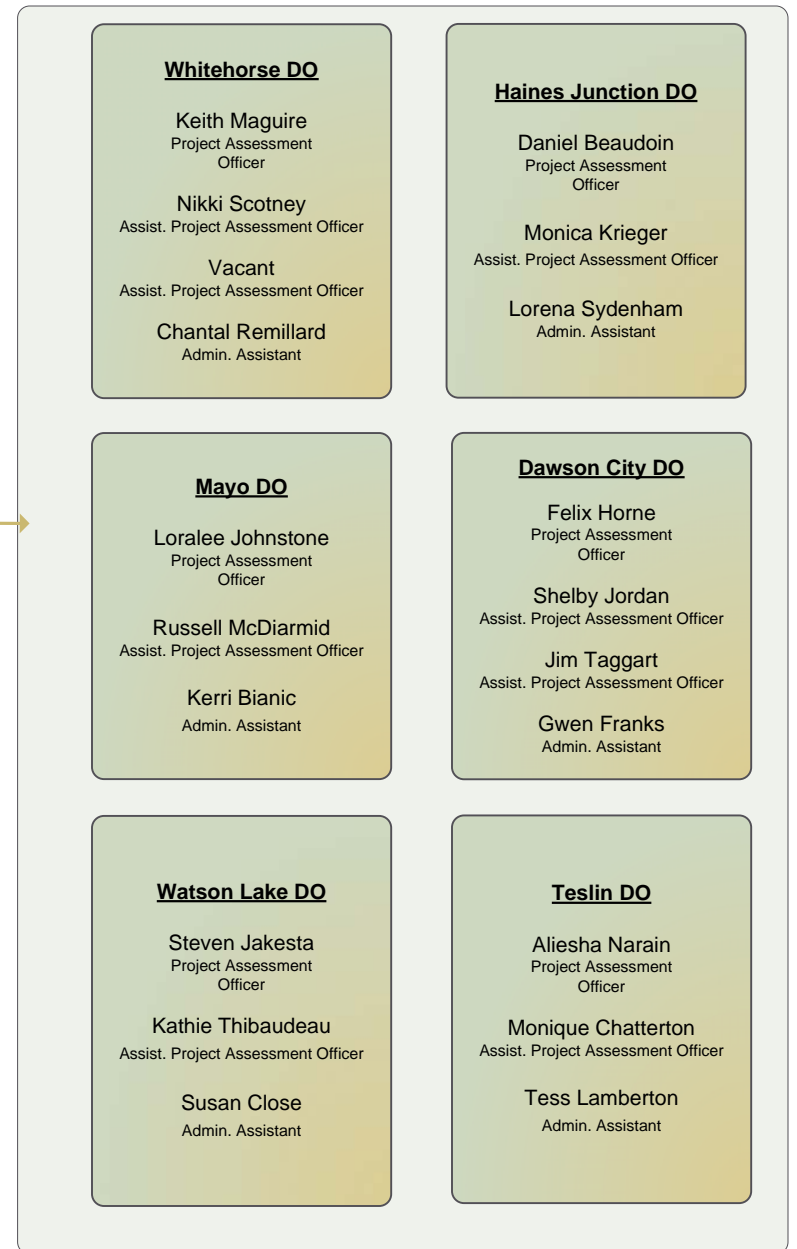 Whitehorse DO
Keith Maguire
Project Assessment
Officer
Nikki Scotney
Assist. Project Assessment Officer
Vacant
Assist. Project Assessment Officer
Chantal Remillard
Admin. Assistant
Haines Junction DO
Daniel Beaudoin
Project Assessment
Officer
Monica Krieger
Assist. Project Assessment Officer
Lorena Sydenham
Admin. Assistant
Mayo DO
Loralee Johnstone
Project Assessment
Officer
Russell McDiarmid
Assist. Project Assessment Officer
Kerri Bianic
Admin. Assistant
Dawson City DO
Felix Horne
Project Assessment
Officer
Shelby Jordan
Assist. Project Assessment Officer
Jim Taggart
Assist. Project Assessment Officer
Gwen Franks
Admin. Assistant
Watson Lake DO
Steven Jakesta
Project Assessment
Officer
Kathie Thibaudeau
Assist. Project Assessment Officer
Susan Close
Admin. Assistant
Teslin DO
Aliesha Narain
Project Assessment
Officer
Monique Chatterton
Assist. Project Assessment Officer
Tess Lamberton
Admin. Assistant